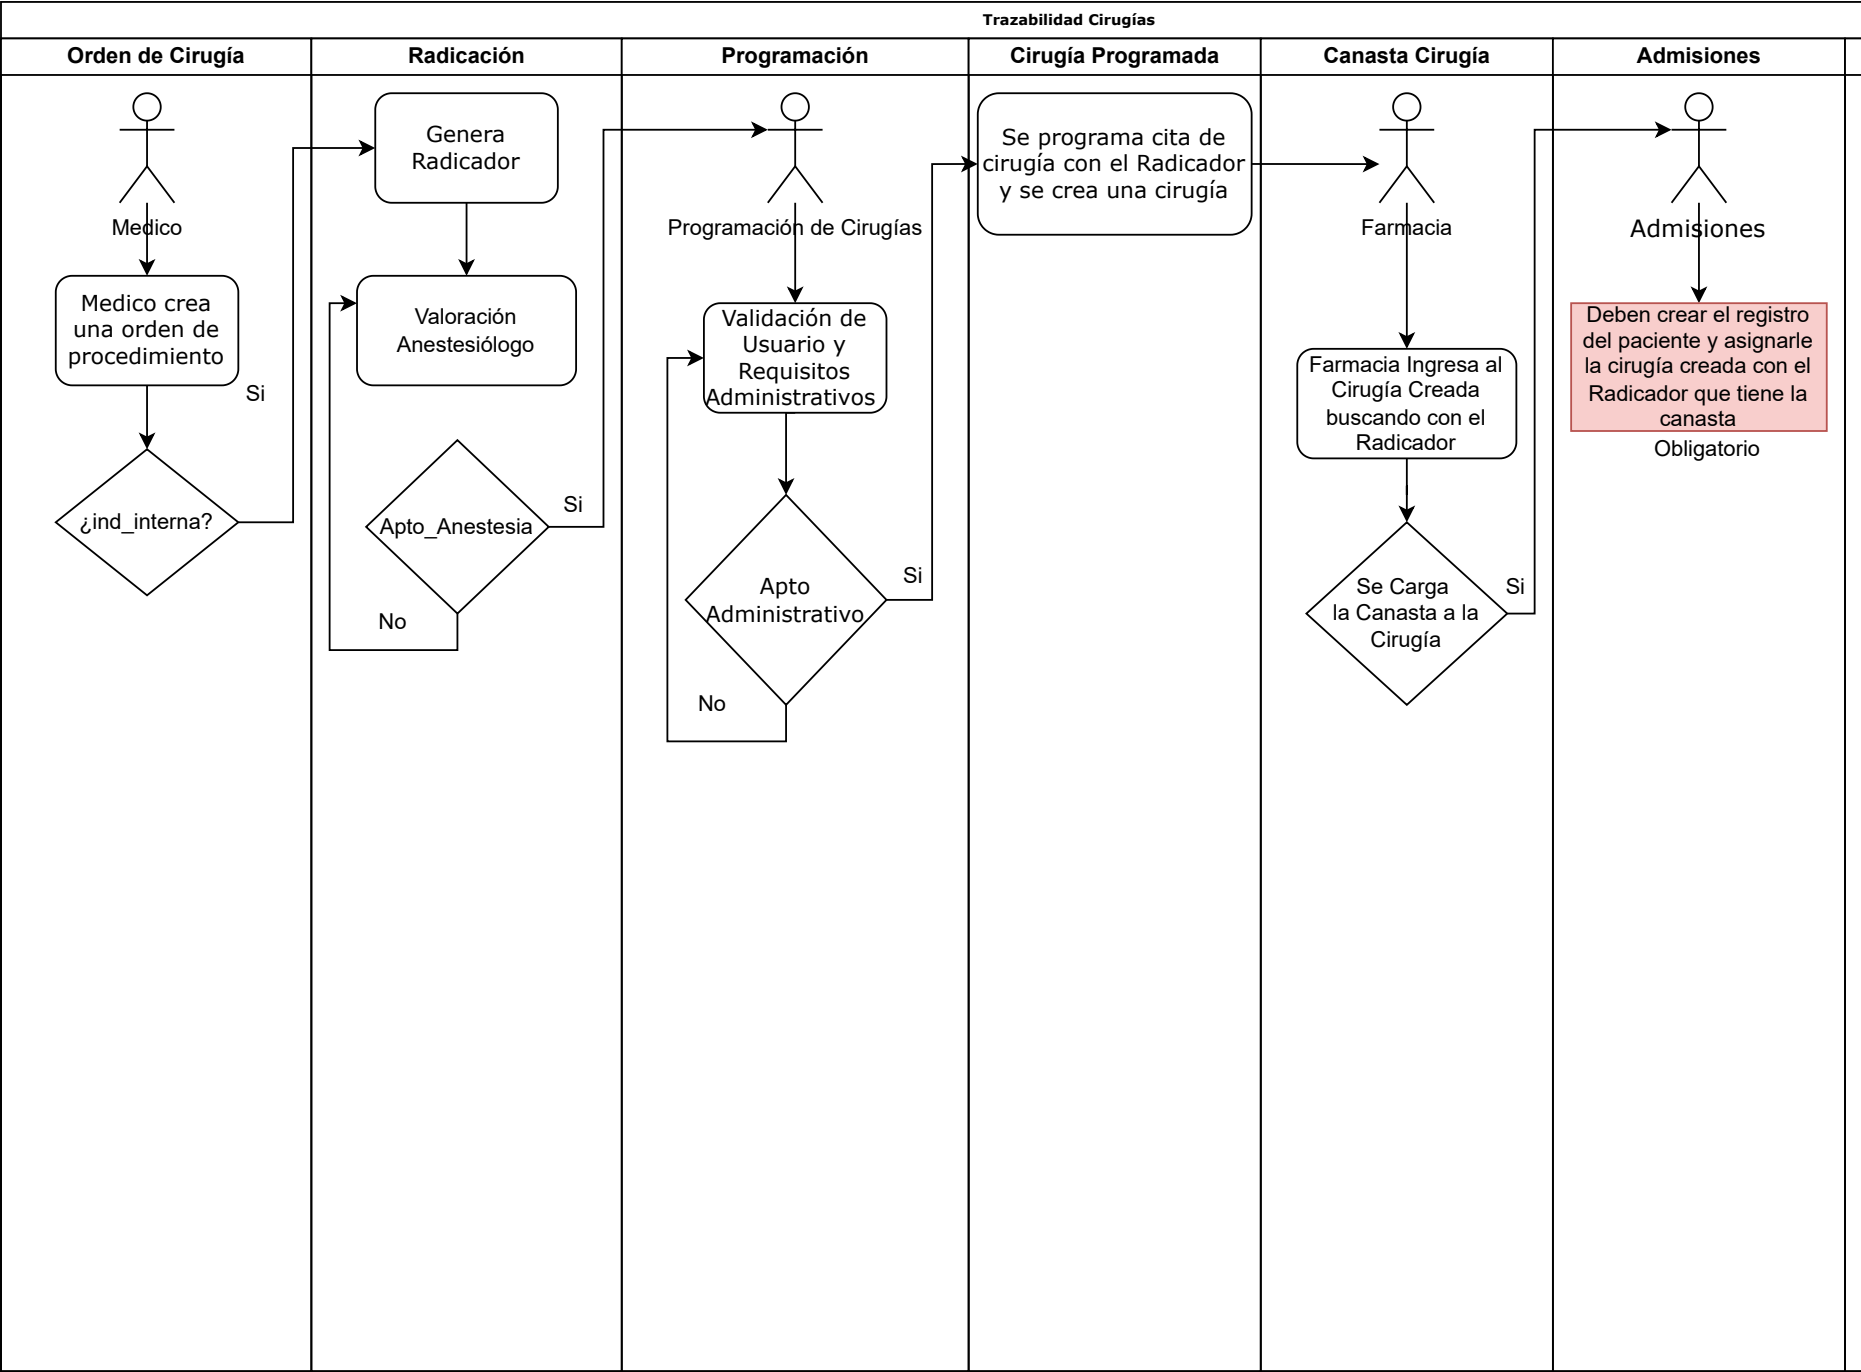 Trazabilidad Cirugías
Orden de Cirugía
Radicación
Programación
Cirugía Programada
Canasta Cirugía
Admisiones
Medico
Medico crea
una orden de
procedimiento
Si
¿ind_interna?
Genera
Radicador
Valoración
Anestesiólogo
Apto_Anestesia
Si
No
Programación de Cirugías
Validación de
Usuario y
Requisitos
Administrativos
Apto
Administrativo
Si
No
Se programa cita de
cirugía con el Radicador
y se crea una cirugía
Farmacia
Farmacia Ingresa al
Cirugía Creada
buscando con el
Radicador
Se Carga
la Canasta a la
Cirugía
Si
Admisiones
Deben crear el registro
del paciente y asignarle
la cirugía creada con el
Radicador que tiene la
canasta
Obligatorio